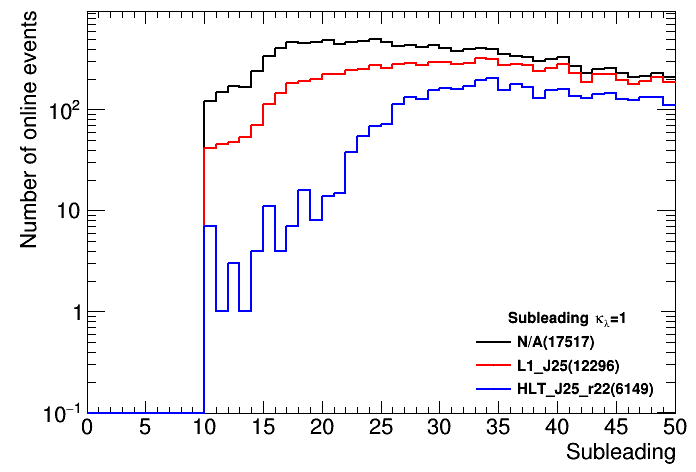 Number of online events
10²
10
1
10⁻¹
0 5 10 15 20 25 30 35 40 45 50
Subleading
Subleading κλ=1
N/A(17517)
L1_J25(12296)
HLT_J25_r22(6149)